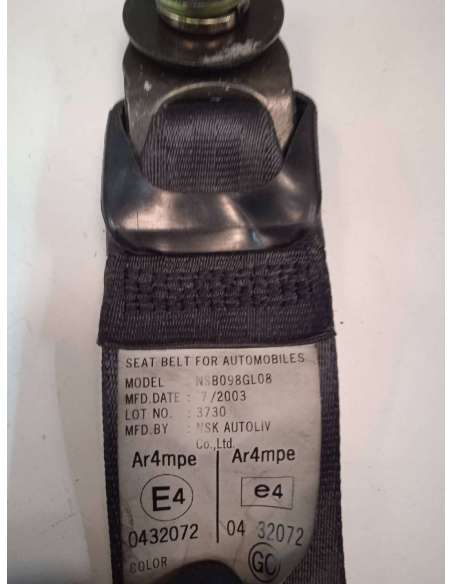 SEAT BELT FOR AUTOMOBILES
MODEL : NSB098GL08
MFD.DATE : 7/2003
LOT NO. : 3730
MFD.BY : NSK AUTOLIV
Co.,Ltd.
Ar4mpe Ar4mpe
E4 e4
0432072 04 32072
COLOR GC